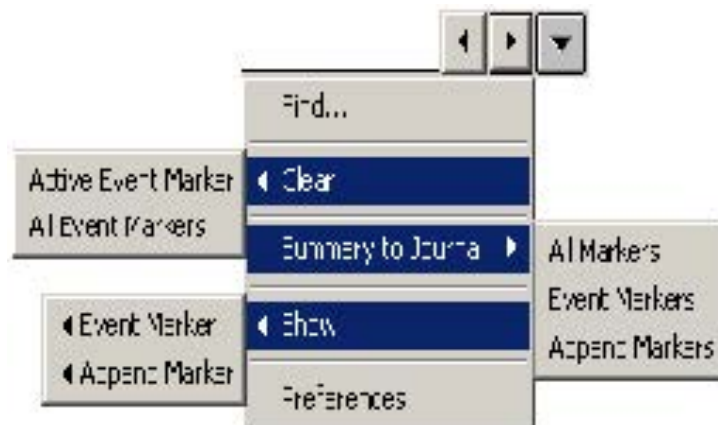 Find...
Active Event Marker
All Event Markers
Clear
Summary to Journal
All Markers
Event Markers
Append Markers
Event Marker
Append Marker
Show
Preferences